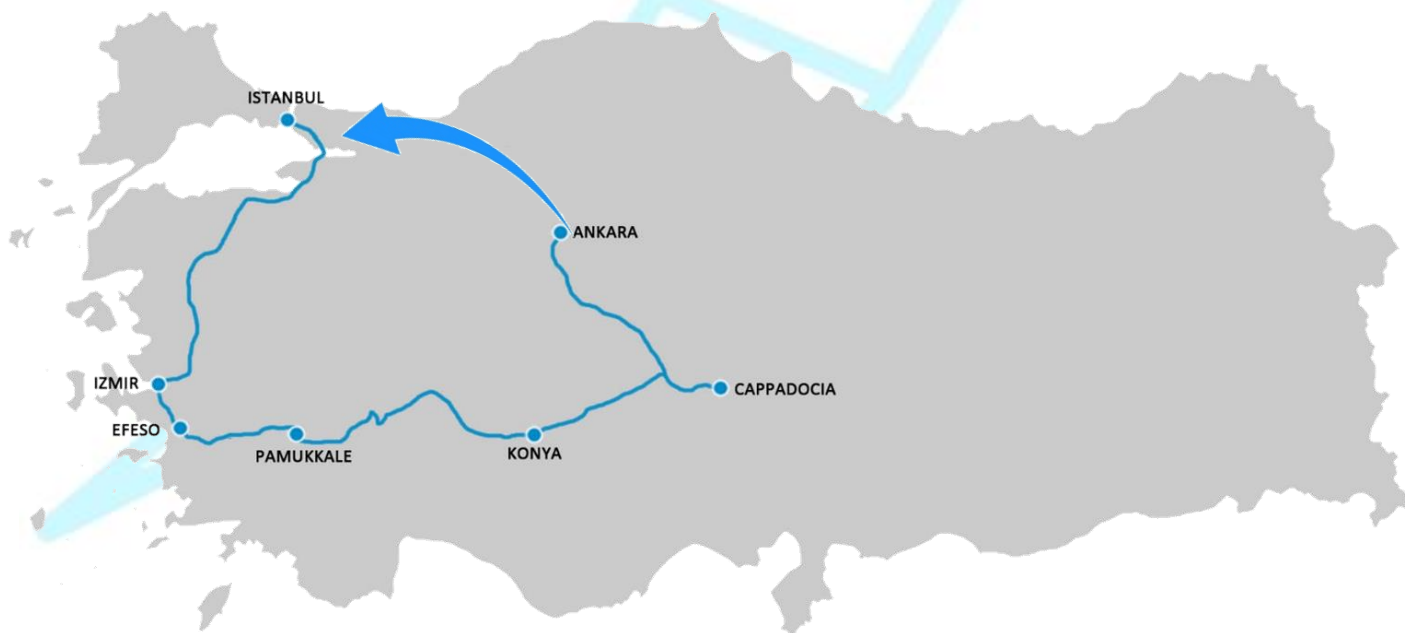 ISTANBUL
ANKARA
IZMIR
CAPPADOCIA
EFESO
PAMUKKALE
KONYA